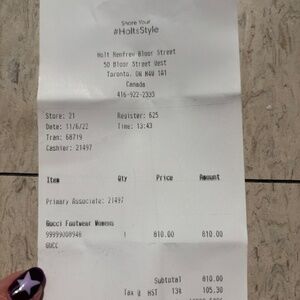 Share Your
#HoltsStyle
Holt Renfrew Bloor Street
50 Bloor Street West
Toronto, ON M4W 1A1
Canada
416-922-2333
Store: 21 Register: 625
Date: 11/6/22 Time: 13:43
Tran: 68719
Cashier: 21497
Item Qty Price Amount
Primary Associate: 21497
Gucci Footwear Womens
99999008948 1 810.00 810.00
GUCC
Subtotal 810.00
Tax @ HST 13% 105.30